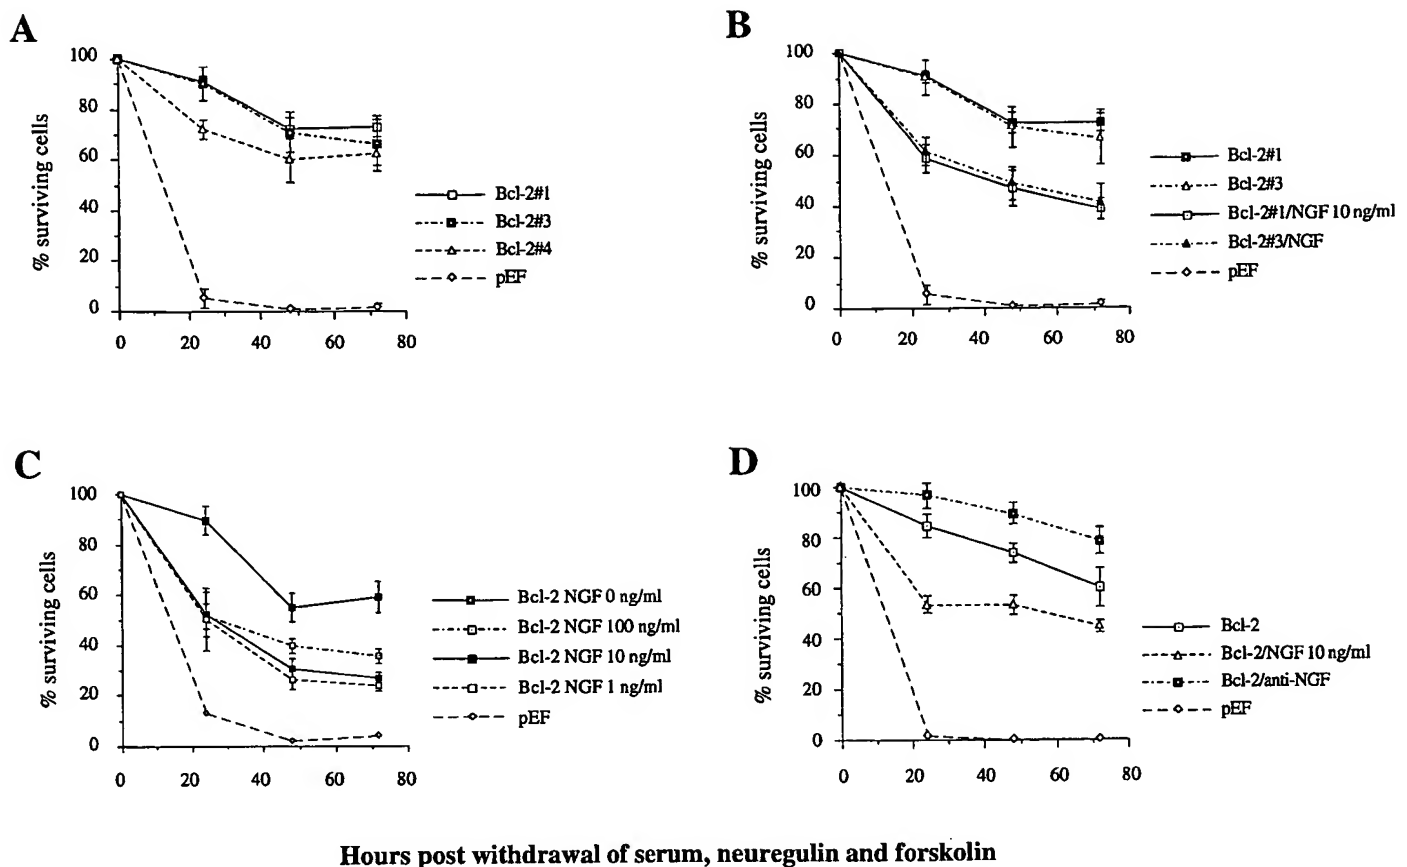 A
% surviving cells
100
80
60
40
20
0
0 20 40 60 80
Bcl-2#1
Bcl-2#3
Bcl-2#4
pEF
B
% surviving cells
100
80
60
40
20
0
0 20 40 60 80
Bcl-2#1
Bcl-2#3
Bcl-2#1/NGF 10 ng/ml
Bcl-2#3/NGF
pEF
C
% surviving cells
100
80
60
40
20
0
0 20 40 60 80
Bcl-2 NGF 0 ng/ml
Bcl-2 NGF 100 ng/ml
Bcl-2 NGF 10 ng/ml
Bcl-2 NGF 1 ng/ml
pEF
D
% surviving cells
100
80
60
40
20
0
0 20 40 60 80
Bcl-2
Bcl-2/NGF 10 ng/ml
Bcl-2/anti-NGF
pEF
Hours post withdrawal of serum, neuregulin and forskolin